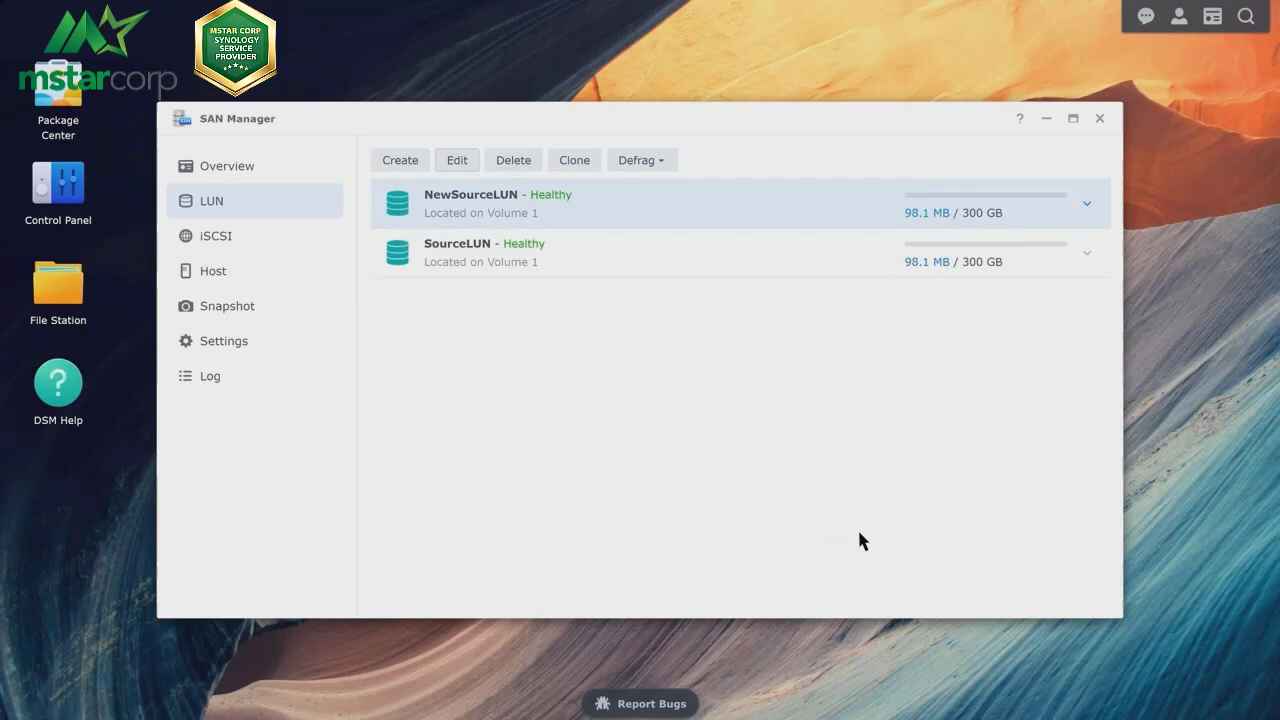 mstarcorp
MSTAR CORP
SYNOLOGY
SERVICE
PROVIDER
Package
Center
Control Panel
File Station
?
DSM Help
SAN Manager
?
Overview
LUN
iSCSI
Host
Snapshot
Settings
Log
Create
Edit
Delete
Clone
Defrag
NewSourceLUN - Healthy
Located on Volume 1
98.1 MB / 300 GB
SourceLUN - Healthy
Located on Volume 1
98.1 MB / 300 GB
Report Bugs